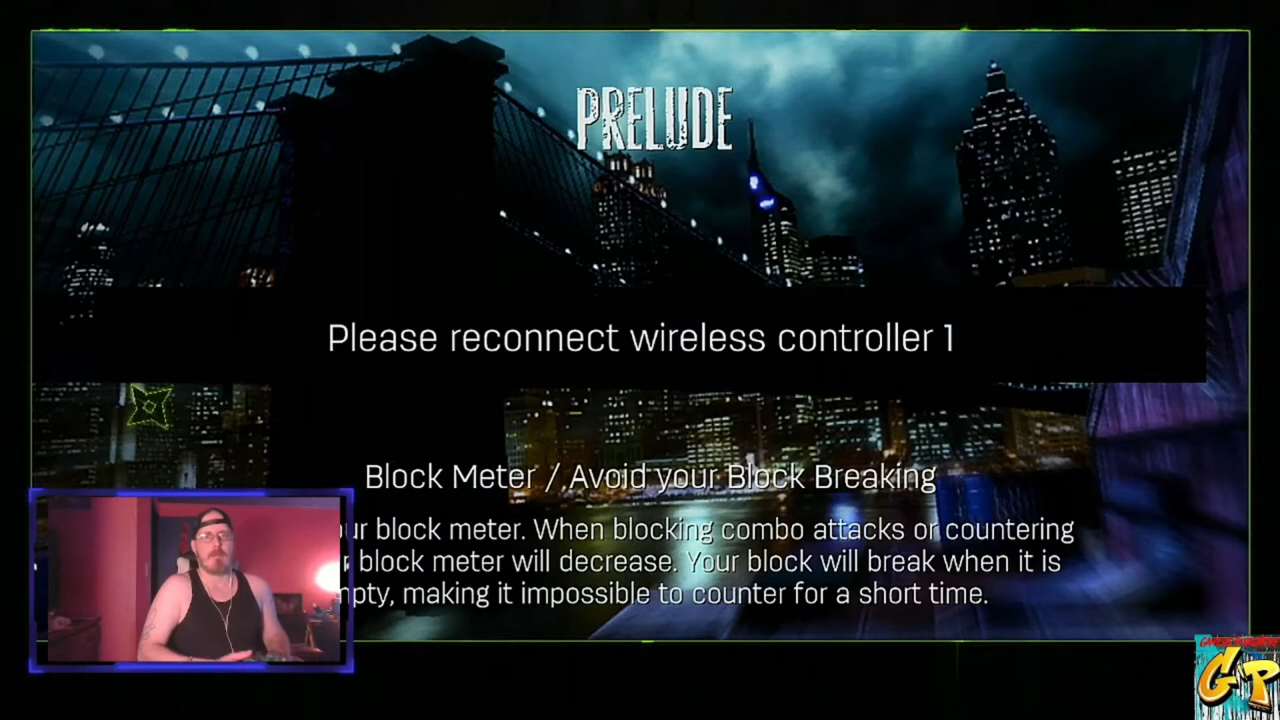 PRELUDE
Please reconnect wireless controller 1
Block Meter / Avoid your Block Breaking
ur block meter. When blocking combo attacks or countering
block meter will decrease. Your block will break when it is
pty, making it impossible to counter for a short time.
GP